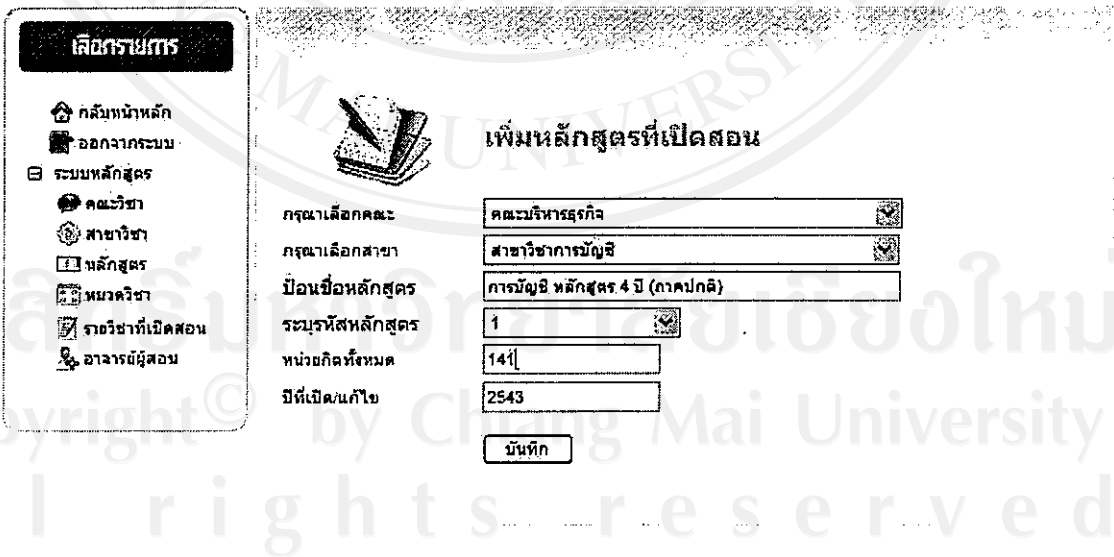 เลือกรายการ
กลับหน้าหลัก
ออกจากระบบ
ระบบหลักสูตร
คณะวิชา
สาขาวิชา
หลักสูตร
หมวดวิชา
รายวิชาที่เปิดสอน
อาจารย์ผู้สอน
เพิ่มหลักสูตรที่เปิดสอน
กรุณาเลือกคณะ คณะบริหารธุรกิจ
กรุณาเลือกสาขา สาขาวิชาการบัญชี
ป้อนชื่อหลักสูตร การบัญชี หลักสูตร 4 ปี (ภาคปกติ)
ระบุรหัสหลักสูตร 1
หน่วยกิตทั้งหมด 141
ปีที่เปิด/แก้ไข 2543
บันทึก
MAI UNIVERS
by Chiang Mai University
l rights reserved